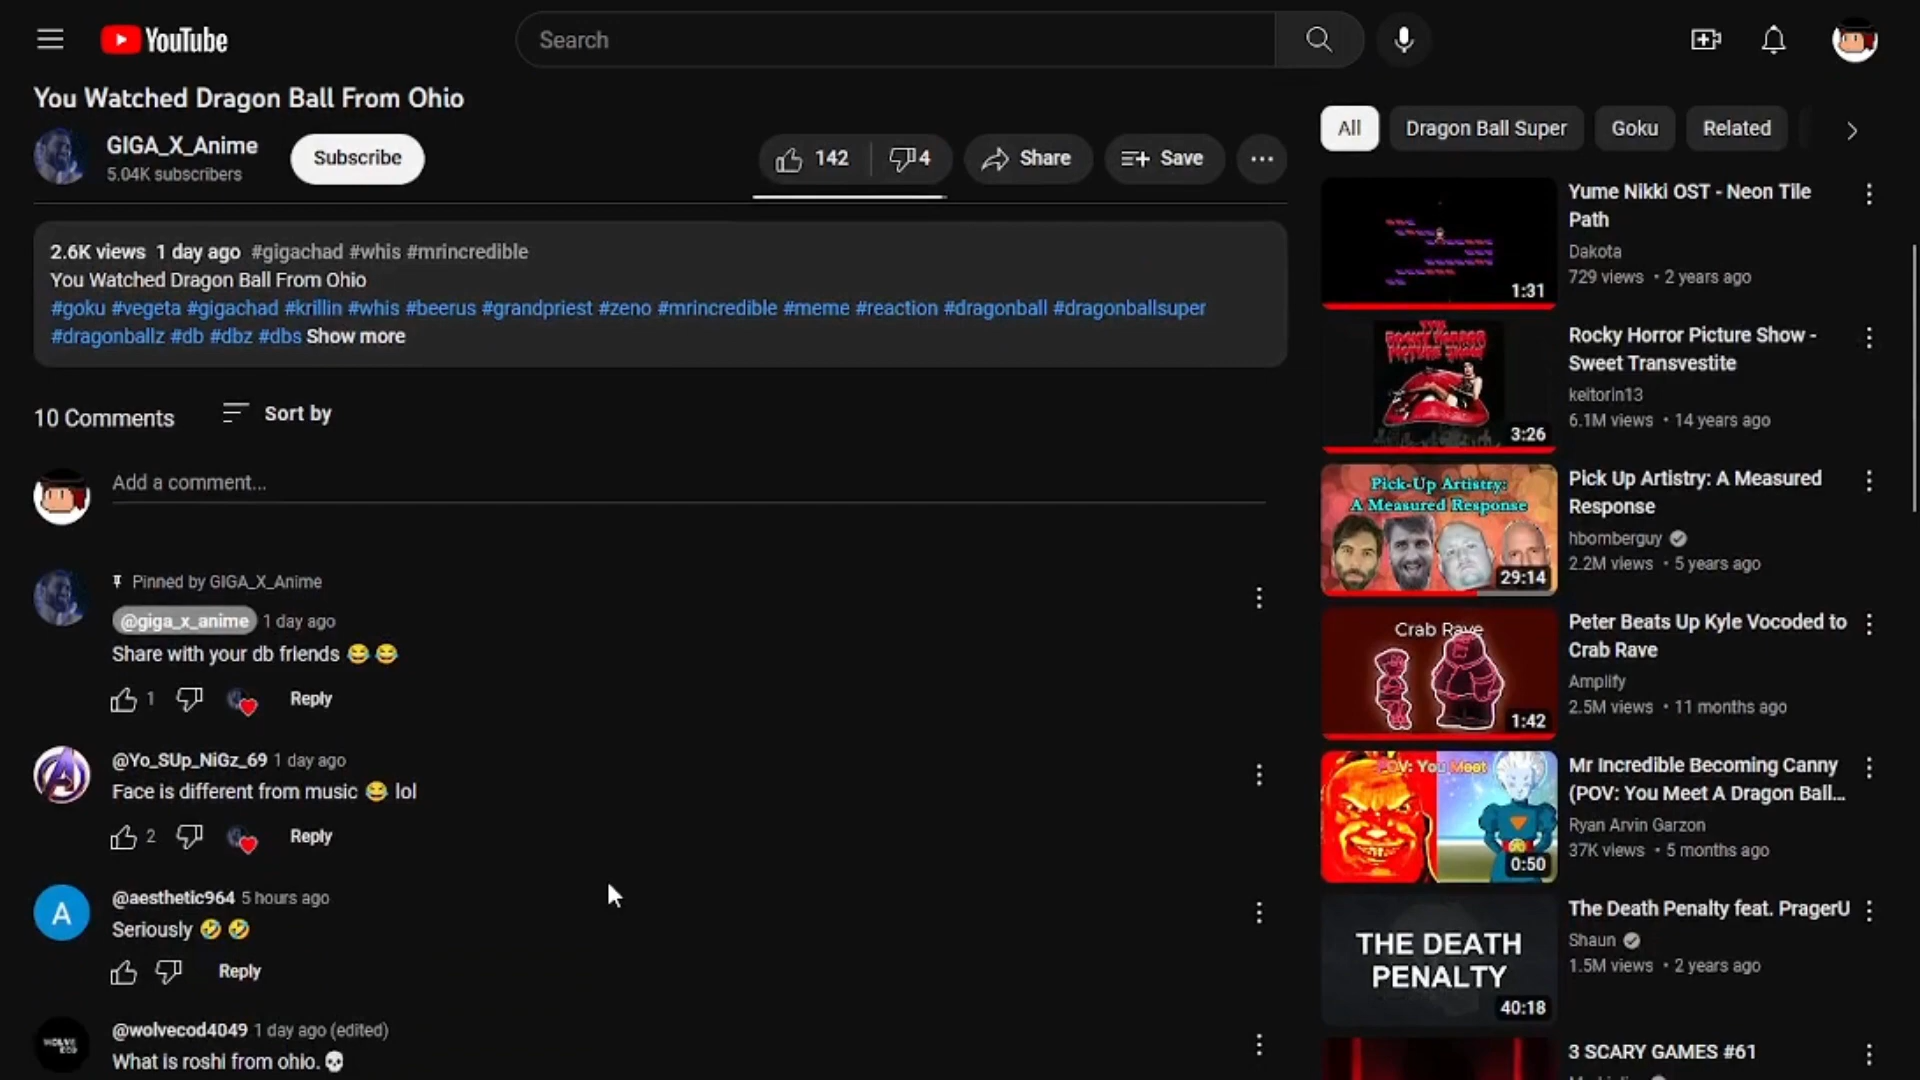 YouTube
Search
You Watched Dragon Ball From Ohio
GIGA_X_Anime
5.04K subscribers
Subscribe
142
4
Share
Save
2.6K views 1 day ago #gigachad #whis #mrincredible
You Watched Dragon Ball From Ohio
#goku #vegeta #gigachad #krillin #whis #beerus #grandpriest #zeno #mrincredible #meme #reaction #dragonball #dragonballsuper
#dragonballz #db #dbz #dbs Show more
10 Comments
Sort by
Add a comment...
Pinned by GIGA_X_Anime
@giga_x_anime 1 day ago
Share with your db friends 😂 😂
1
Reply
@Yo_SUp_NiGz_69 1 day ago
Face is different from music 😂 lol
2
Reply
A
@aesthetic964 5 hours ago
Seriously 🤣 🤣
Reply
WOLVE
COD
@wolvecod4049 1 day ago (edited)
What is roshi from ohio. 💀
All
Dragon Ball Super
Goku
Related
1:31
Yume Nikki OST - Neon Tile
Path
Dakota
729 views • 2 years ago
ROCKY HORROR
PICTURE SHOW
3:26
Rocky Horror Picture Show -
Sweet Transvestite
keltorin13
6.1M views • 14 years ago
Pick-Up Artistry:
A Measured Response
29:14
Pick Up Artistry: A Measured
Response
hbomberguy
2.2M views • 5 years ago
Crab Rave
1:42
Peter Beats Up Kyle Vocoded to
Crab Rave
Amplify
2.5M views • 11 months ago
POV: You Meet
0:50
Mr Incredible Becoming Canny
(POV: You Meet A Dragon Ball...
Ryan Arvin Garzon
37K views • 5 months ago
THE DEATH
PENALTY
40:18
The Death Penalty feat. PragerU
Shaun
1.5M views • 2 years ago
3 SCARY GAMES #61